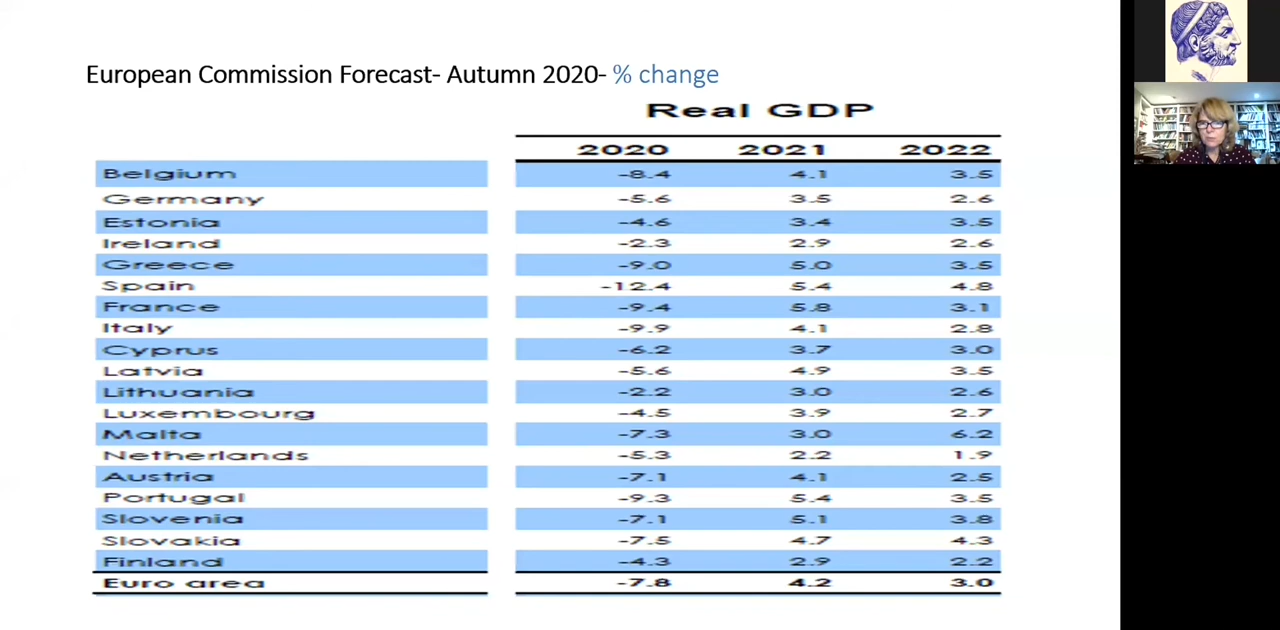 European Commission Forecast- Autumn 2020- % change
Real GDP
2020 2021 2022
Belgium -8.4 4.1 3.5
Germany -5.6 3.5 2.6
Estonia -4.6 3.4 3.5
Ireland -2.3 2.9 2.6
Greece -9.0 5.0 3.5
Spain -12.4 5.4 4.8
France -9.4 5.8 3.1
Italy -9.9 4.1 2.8
Cyprus -6.2 3.7 3.0
Latvia -5.6 4.9 3.5
Lithuania -2.2 3.0 2.6
Luxembourg -4.5 3.9 2.7
Malta -7.3 3.0 6.2
Netherlands -5.3 2.2 1.9
Austria -7.1 4.1 2.5
Portugal -9.3 5.4 3.5
Slovenia -7.1 5.1 3.8
Slovakia -7.5 4.7 4.3
Finland -4.3 2.9 2.2
Euro area -7.8 4.2 3.0